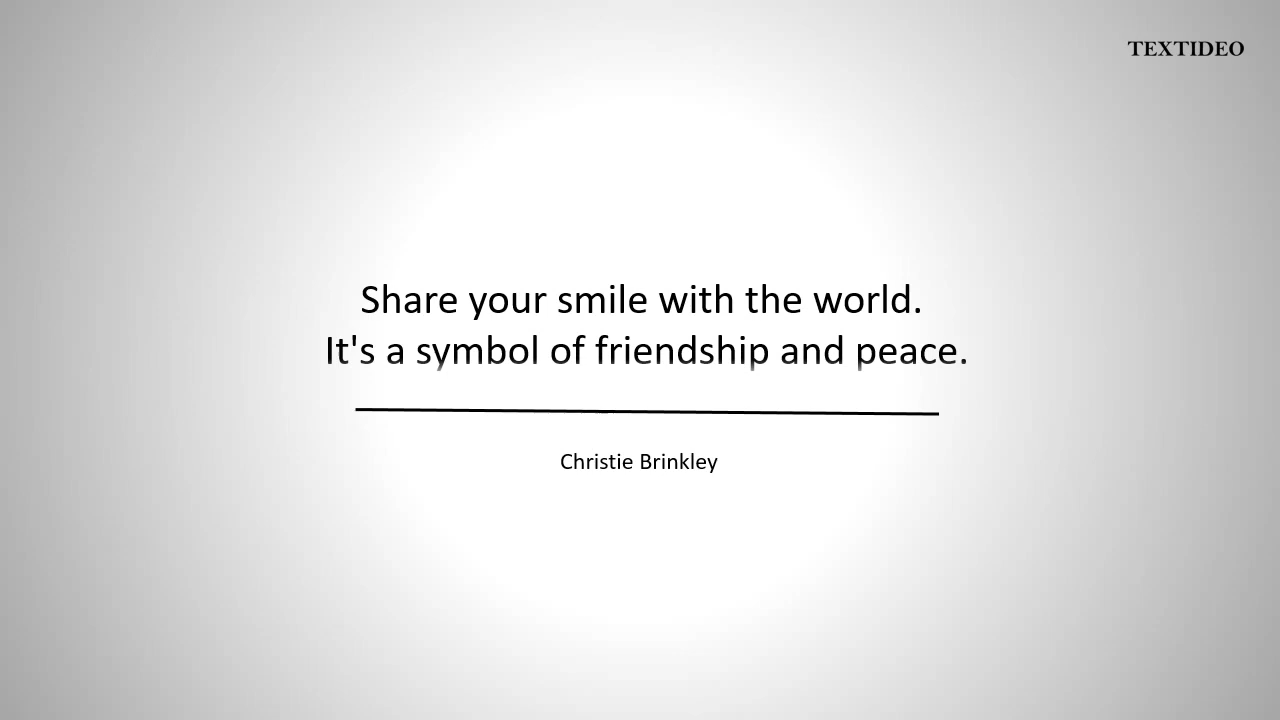 TEXTIDEO
Share your smile with the world.
It's a symbol of friendship and peace.
Christie Brinkley